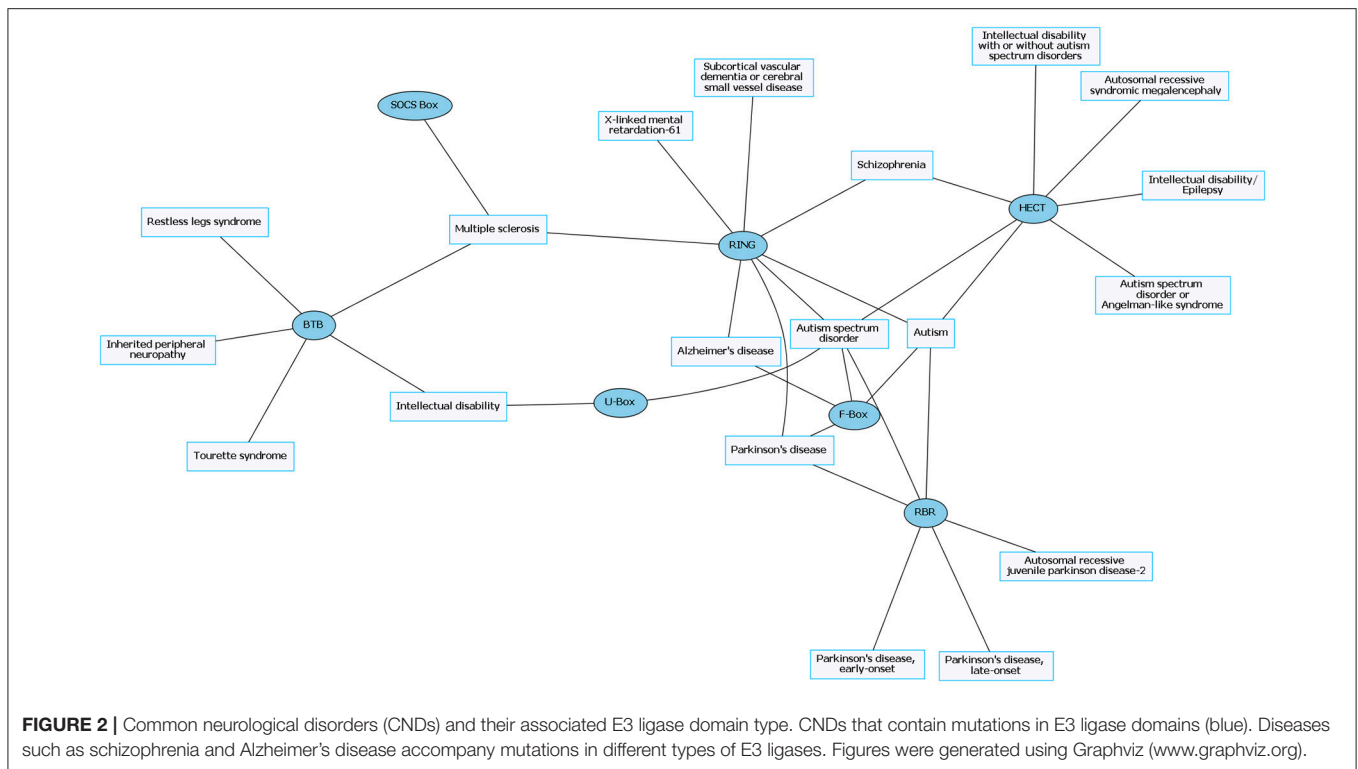 Intellectual disability
with or without autism
spectrum disorders
Subcortical vascular
dementia or cerebral
small vessel disease
Autosomal recessive
syndromic megalencephaly
SOCS Box
X-linked mental
retardation-61
Schizophrenia
Intellectual disability/
Epilepsy
HECT
Restless legs syndrome
Multiple sclerosis
RING
Autism spectrum
disorder or
Angelman-like syndrome
BTB
Inherited peripheral
neuropathy
Autism spectrum
disorder
Autism
Alzheimer's disease
U-Box
Intellectual disability
F-Box
Tourette syndrome
Parkinson's disease
RBR
Autosomal recessive
juvenile parkinson disease-2
Parkinson's disease,
early-onset
Parkinson's disease,
late-onset
FIGURE 2 | Common neurological disorders (CNDs) and their associated E3 ligase domain type. CNDs that contain mutations in E3 ligase domains (blue). Diseases
such as schizophrenia and Alzheimer's disease accompany mutations in different types of E3 ligases. Figures were generated using Graphviz (www.graphviz.org).